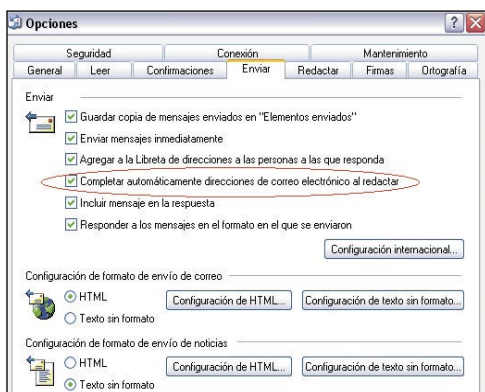 Opciones
Seguridad Conexión Mantenimiento
General Leer Confirmaciones Enviar Redactar Firmas Ortografía
Enviar
Guardar copia de mensajes enviados en "Elementos enviados"
Enviar mensajes inmediatamente
Agregar a la Libreta de direcciones a las personas a las que responda
Completar automáticamente direcciones de correo electrónico al redactar
Incluir mensaje en la respuesta
Responder a los mensajes en el formato en el que se enviaron
Configuración internacional...
Configuración de formato de envío de correo
HTML Configuración de HTML... Configuración de texto sin formato...
Texto sin formato
Configuración de formato de envío de noticias
HTML Configuración de HTML... Configuración de texto sin formato...
Texto sin formato